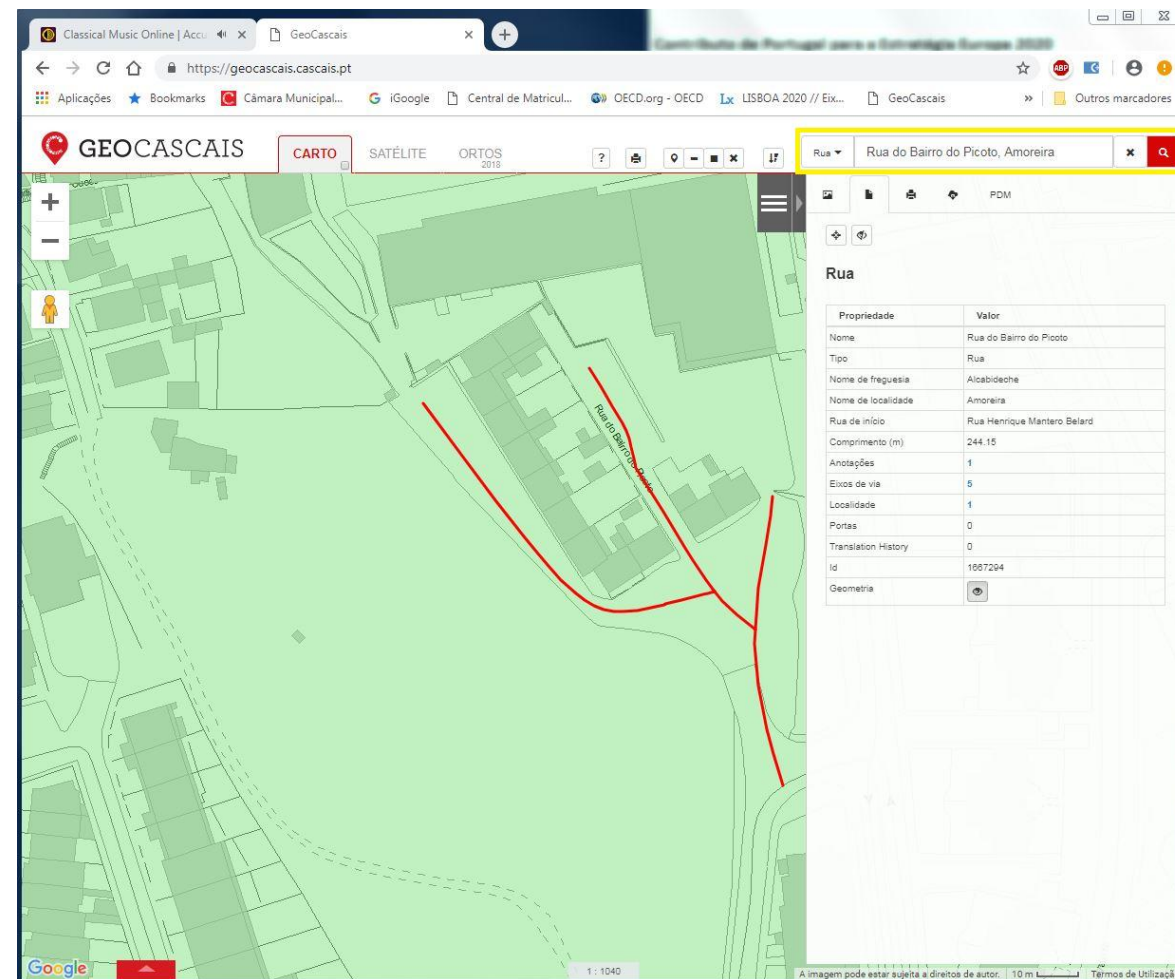 Classical Music Online | Accu
GeoCascais
Contributo de Portugal para a Estratégia Europa 2020
https://geocascais.cascais.pt
ABP
Aplicações
Bookmarks
Câmara Municipal...
iGoogle
Central de Matricul...
OECD.org - OECD
LISBOA 2020 // Eix...
GeoCascais
»
Outros marcadores
GEOCASCAIS
CARTO
SATÉLITE
ORTOS
2018
?
Rua
Rua do Bairro do Picoto, Amoreira
PDM
Rua
Propriedade Valor
Nome Rua do Bairro do Picoto
Tipo Rua
Nome de freguesia Alcabideche
Nome de localidade Amoreira
Rua de início Rua Henrique Mantero Belard
Comprimento (m) 244.15
Anotações 1
Eixos de via 5
Localidade 1
Portas 0
Translation History 0
Id 1667294
Geometria
Rua do Bairro do Picoto
Google
1 : 1040
A imagem pode estar sujeita a direitos de autor.
10 m
Termos de Utilizaç